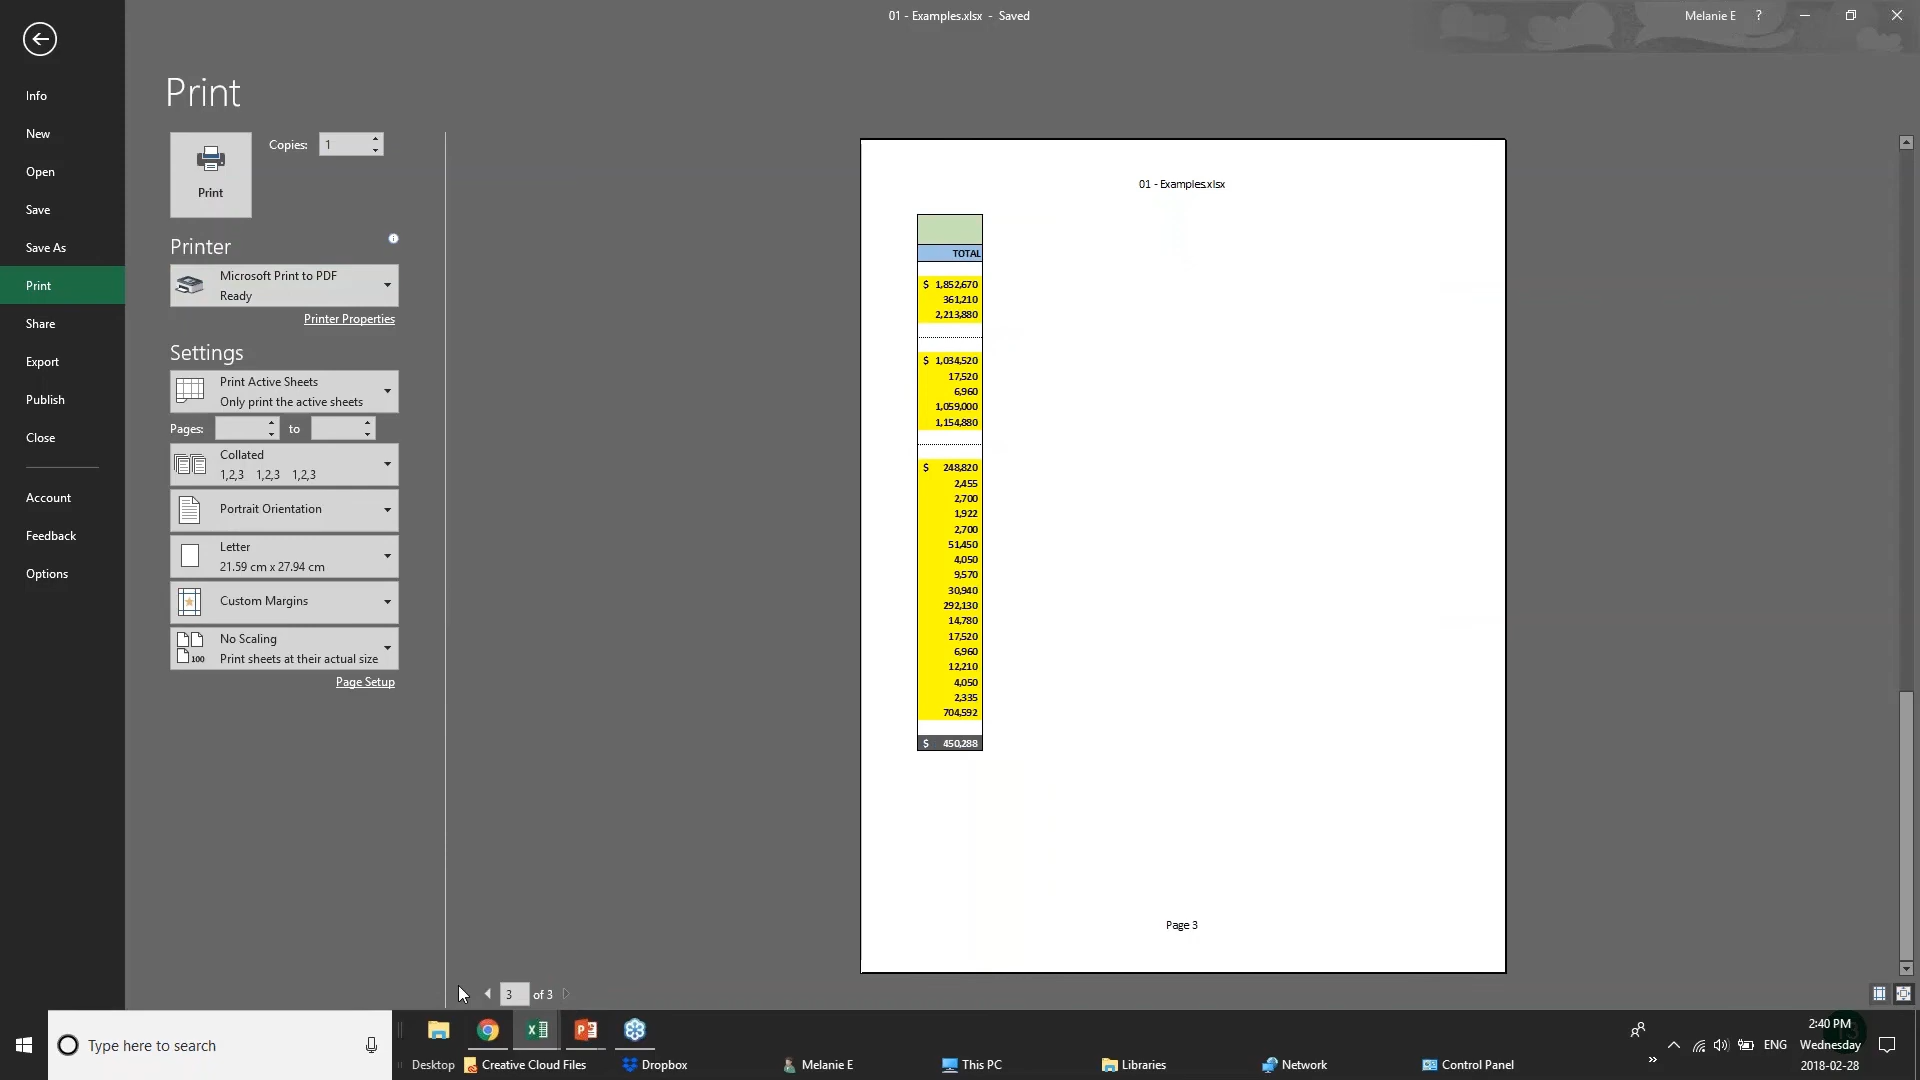 01 - Examples.xlsx - Saved
Melanie E
?
Info
New
Open
Save
Save As
Print
Share
Export
Publish
Close
Account
Feedback
Options
Print
Print
Copies: 1
Printer
Microsoft Print to PDF
Ready
Printer Properties
Settings
Print Active Sheets
Only print the active sheets
Pages: to
Collated
1,2,3 1,2,3 1,2,3
Portrait Orientation
Letter
21.59 cm x 27.94 cm
Custom Margins
No Scaling
100 Print sheets at their actual size
Page Setup
01 - Examples.xlsx
TOTAL
$ 1,852,670
361,210
2,213,880
$ 1,034,520
17,520
6,960
1,059,000
1,154,880
$ 248,820
2,455
2,700
1,922
2,700
51,450
4,050
9,570
30,940
292,130
14,780
17,520
6,960
12,210
4,050
2,335
704,592
$ 450,288
Page 3
3 of 3
Type here to search
Desktop
Creative Cloud Files
Dropbox
Melanie E
This PC
Libraries
Network
Control Panel
ENG
2:40 PM
Wednesday
2018-02-28